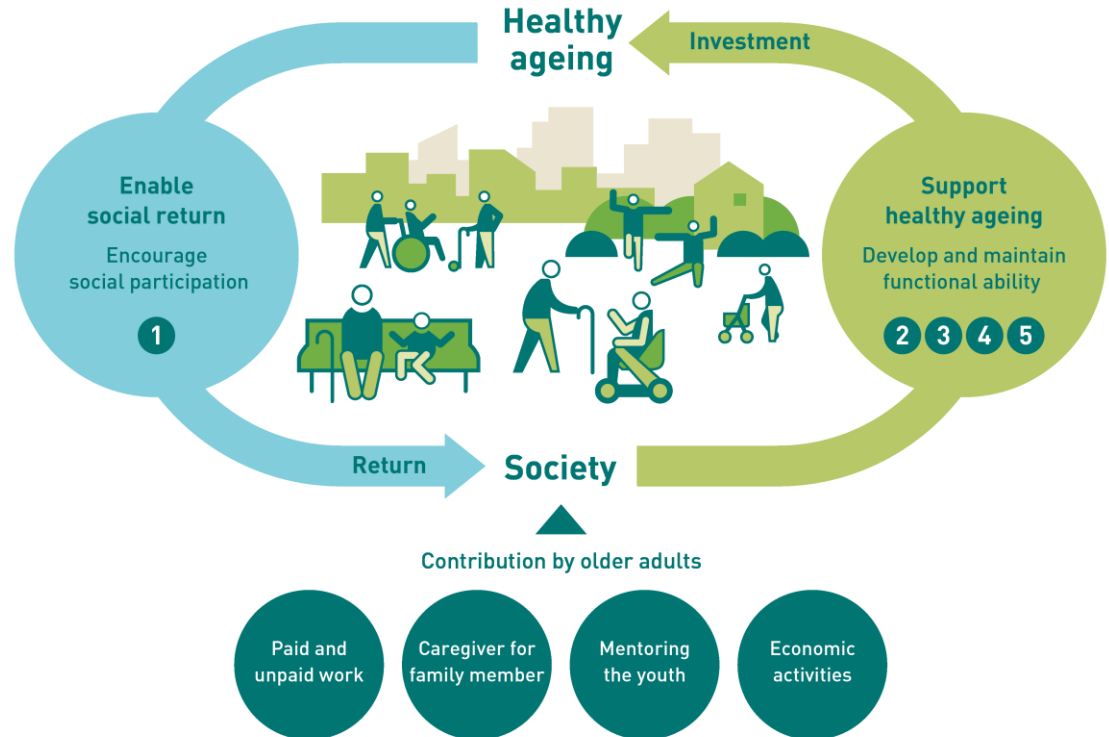 Healthy
ageing
Investment
Enable
social return
Encourage
social participation
1
Support
healthy ageing
Develop and maintain
functional ability
2 3 4 5
Return
Society
Contribution by older adults
Paid and
unpaid work
Caregiver for
family member
Mentoring
the youth
Economic
activities